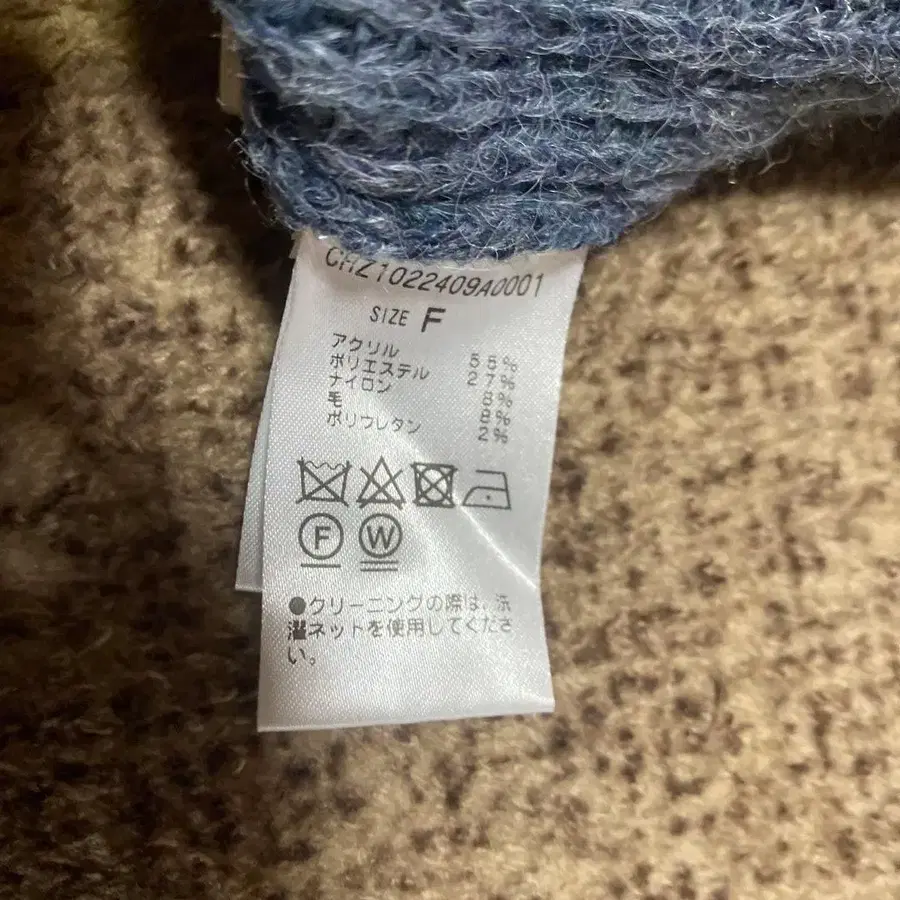 CHZ1022409A0001
SIZE F
アクリル 55%
ポリエステル 27%
ナイロン 8%
毛 8%
ポリウレタン 2%
F W
●クリーニングの際は、洗
濯ネットを使用してくださ
い。